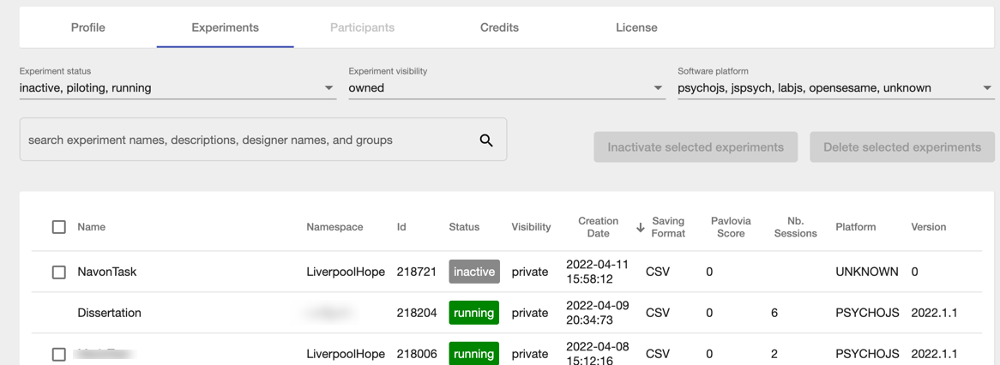 Profile Experiments Participants Credits License
Experiment status Experiment visibility Software platform
inactive, piloting, running owned psychojs, jspsych, labjs, opensesame, unknown
search experiment names, descriptions, designer names, and groups
Inactivate selected experiments Delete selected experiments
Name Namespace Id Status Visibility Creation Date Saving Format Pavlovia Score Nb. Sessions Platform Version
NavonTask LiverpoolHope 218721 inactive private 2022-04-11 15:58:12 CSV 0 UNKNOWN 0
Dissertation 218204 running private 2022-04-09 20:34:73 CSV 0 6 PSYCHOJS 2022.1.1
LiverpoolHope 218006 running private 2022-04-08 15:12:16 CSV 0 2 PSYCHOJS 2022.1.1